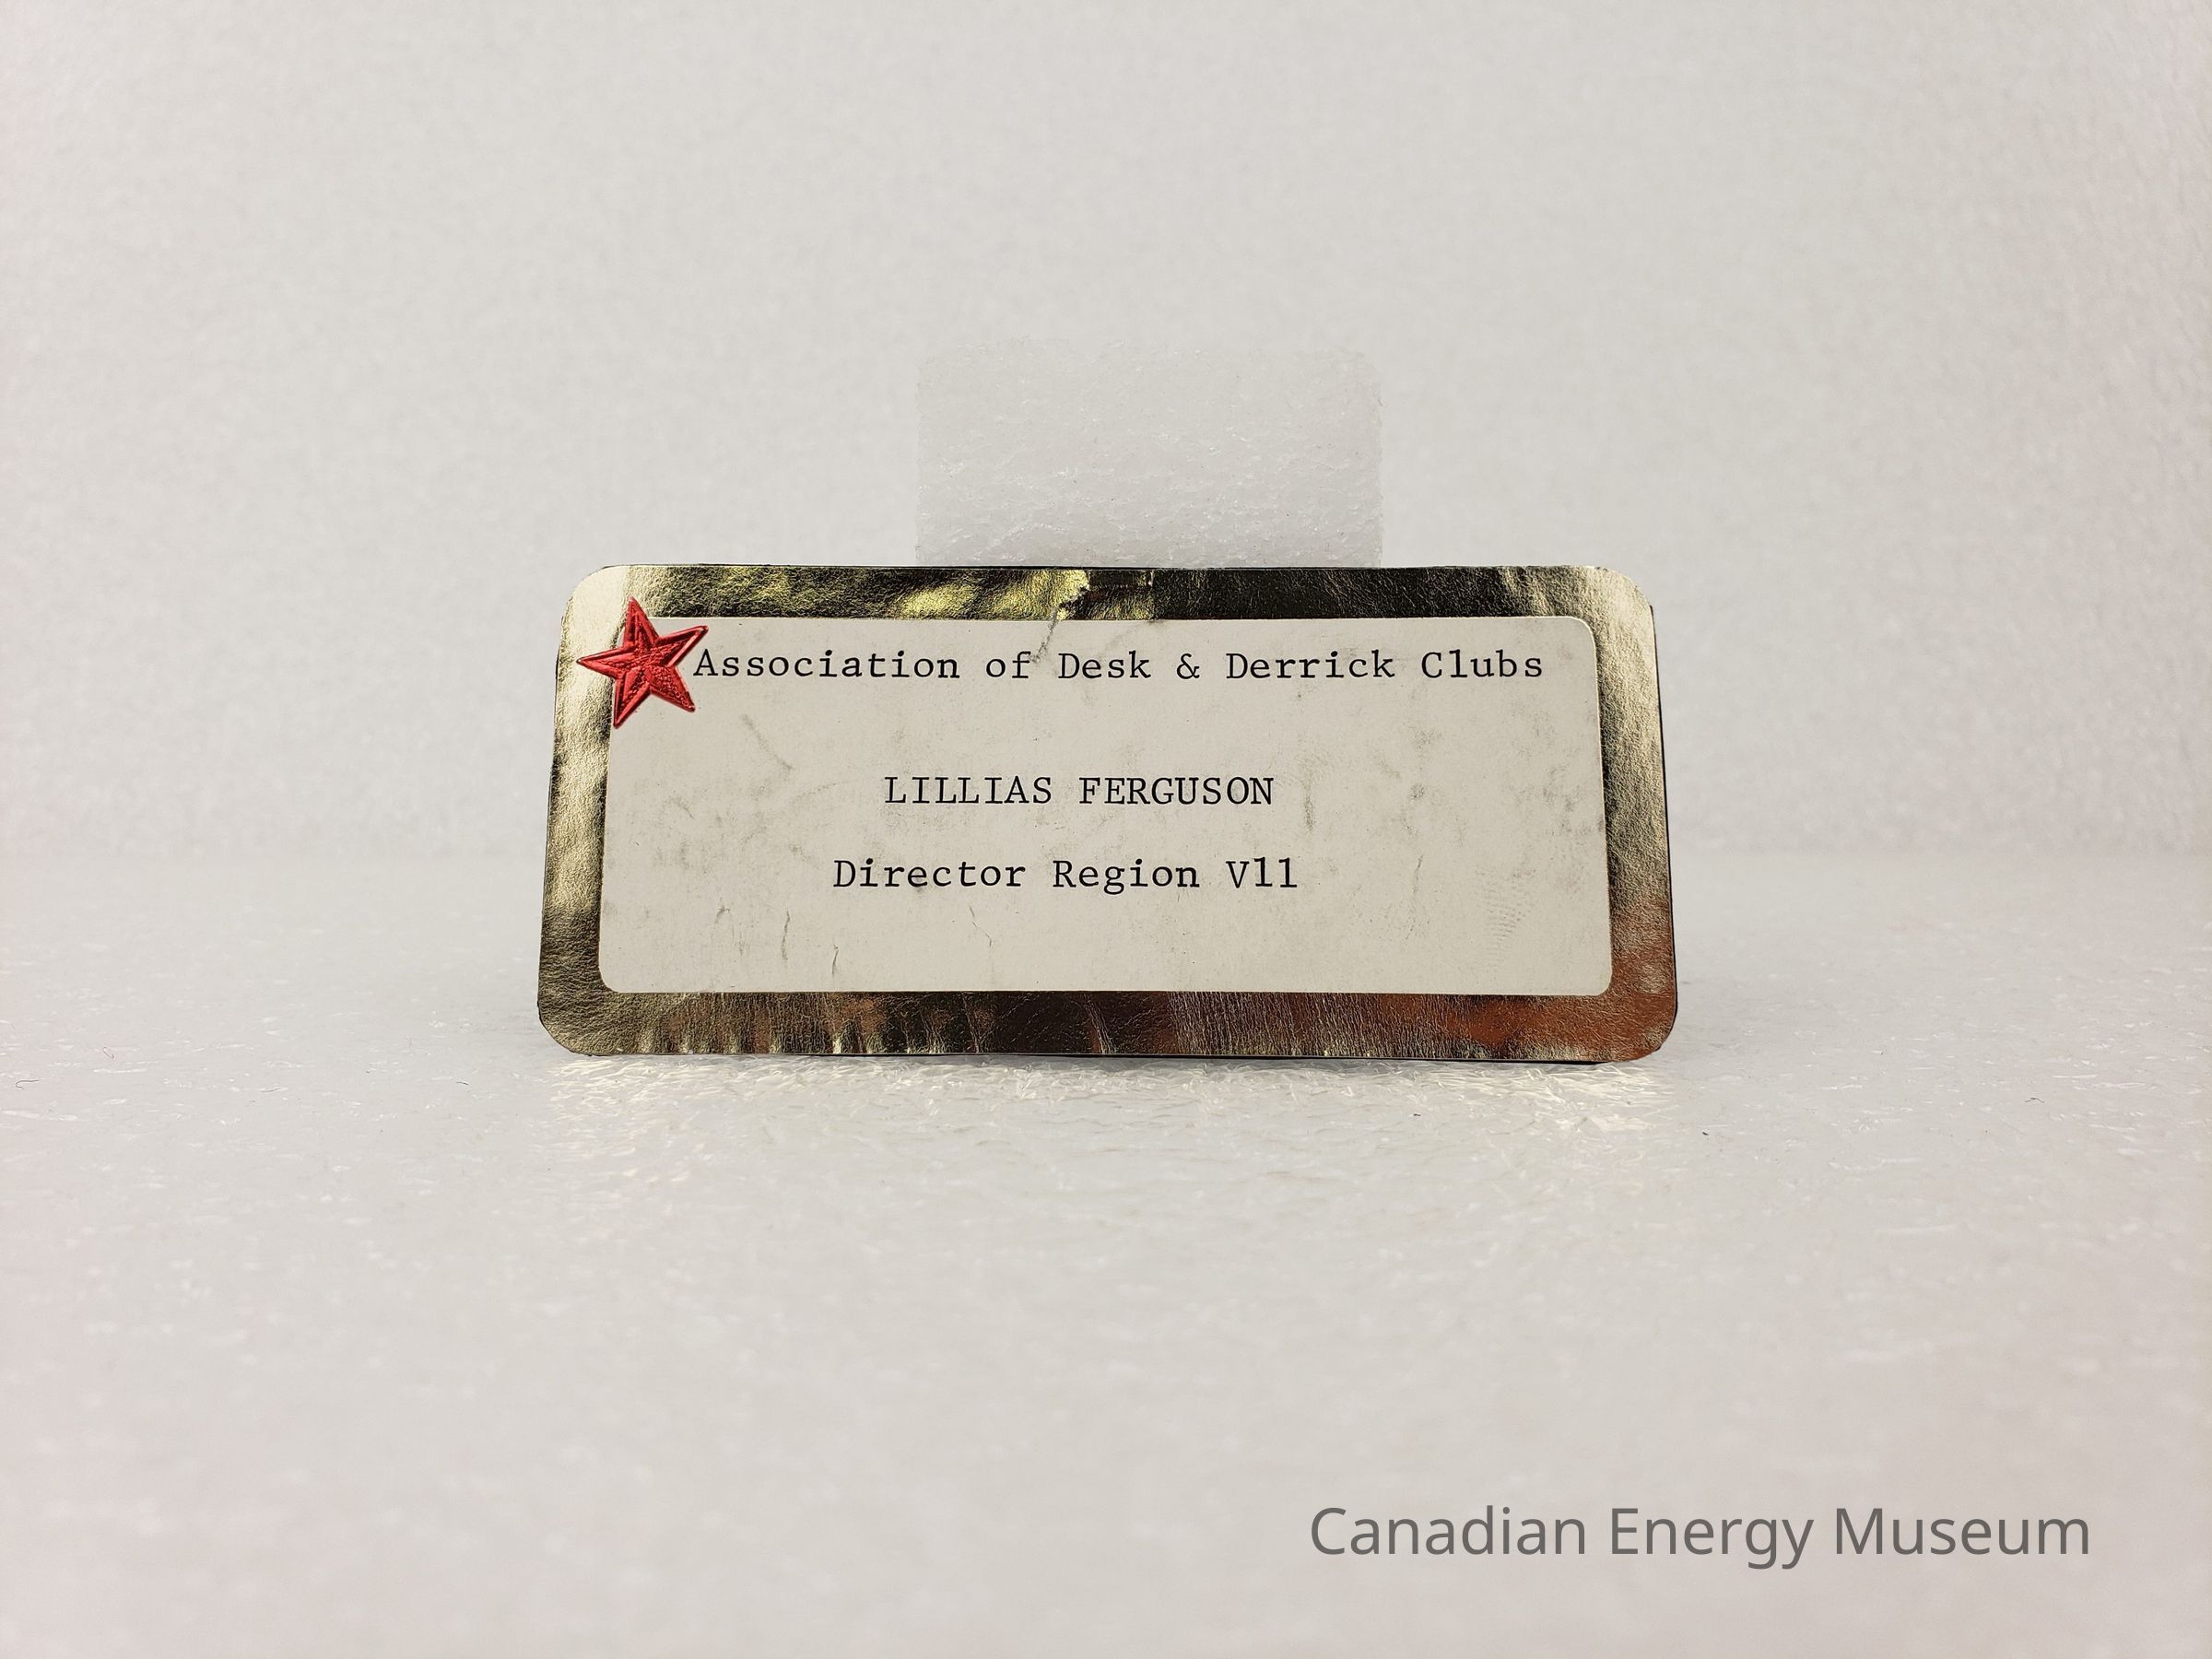 Association of Desk & Derrick Clubs
LILLIAS FERGUSON
Director Region V11
Canadian Energy Museum